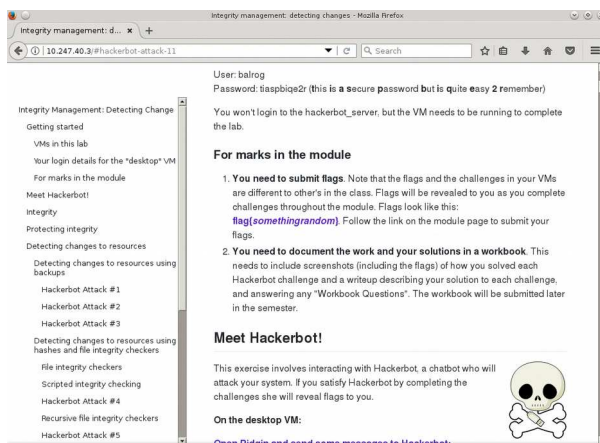 Integrity management: detecting changes - Mozilla Firefox
Integrity management: d... × +
10.247.40.3/#hackerbot-attack-11
Search
Integrity Management: Detecting Change
Getting started
VMs in this lab
Your login details for the "desktop" VM
For marks in the module
Meet Hackerbot!
Integrity
Protecting integrity
Detecting changes to resources
Detecting changes to resources using
backups
Hackerbot Attack #1
Hackerbot Attack #2
Hackerbot Attack #3
Detecting changes to resources using
hashes and file integrity checkers
File integrity checkers
Scripted integrity checking
Hackerbot Attack #4
Recursive file integrity checkers
Hackerbot Attack #5
User: balrog
Password: tiaspbiqe2r (this is a secure password but is quite easy 2 remember)
You won't login to the hackerbot_server, but the VM needs to be running to complete
the lab.
For marks in the module
1. You need to submit flags. Note that the flags and the challenges in your VMs
are different to other's in the class. Flags will be revealed to you as you complete
challenges throughout the module. Flags look like this:
flag{somethingrandom}. Follow the link on the module page to submit your
flags.
2. You need to document the work and your solutions in a workbook. This
needs to include screenshots (including the flags) of how you solved each
Hackerbot challenge and a writeup describing your solution to each challenge,
and answering any "Workbook Questions". The workbook will be submitted later
in the semester.
Meet Hackerbot!
This exercise involves interacting with Hackerbot, a chatbot who will
attack your system. If you satisfy Hackerbot by completing the
challenges she will reveal flags to you.
On the desktop VM:
Open Pidgin and send some messages to Hackerbot: